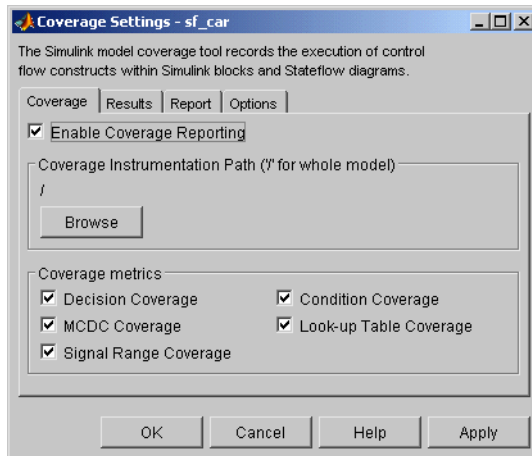 Coverage Settings - sf_car
The Simulink model coverage tool records the execution of control
flow constructs within Simulink blocks and Stateflow diagrams.
Coverage Results Report Options
Enable Coverage Reporting
Coverage Instrumentation Path ('/' for whole model)
/
Browse
Coverage metrics
Decision Coverage Condition Coverage
MCDC Coverage Look-up Table Coverage
Signal Range Coverage
OK Cancel Help Apply